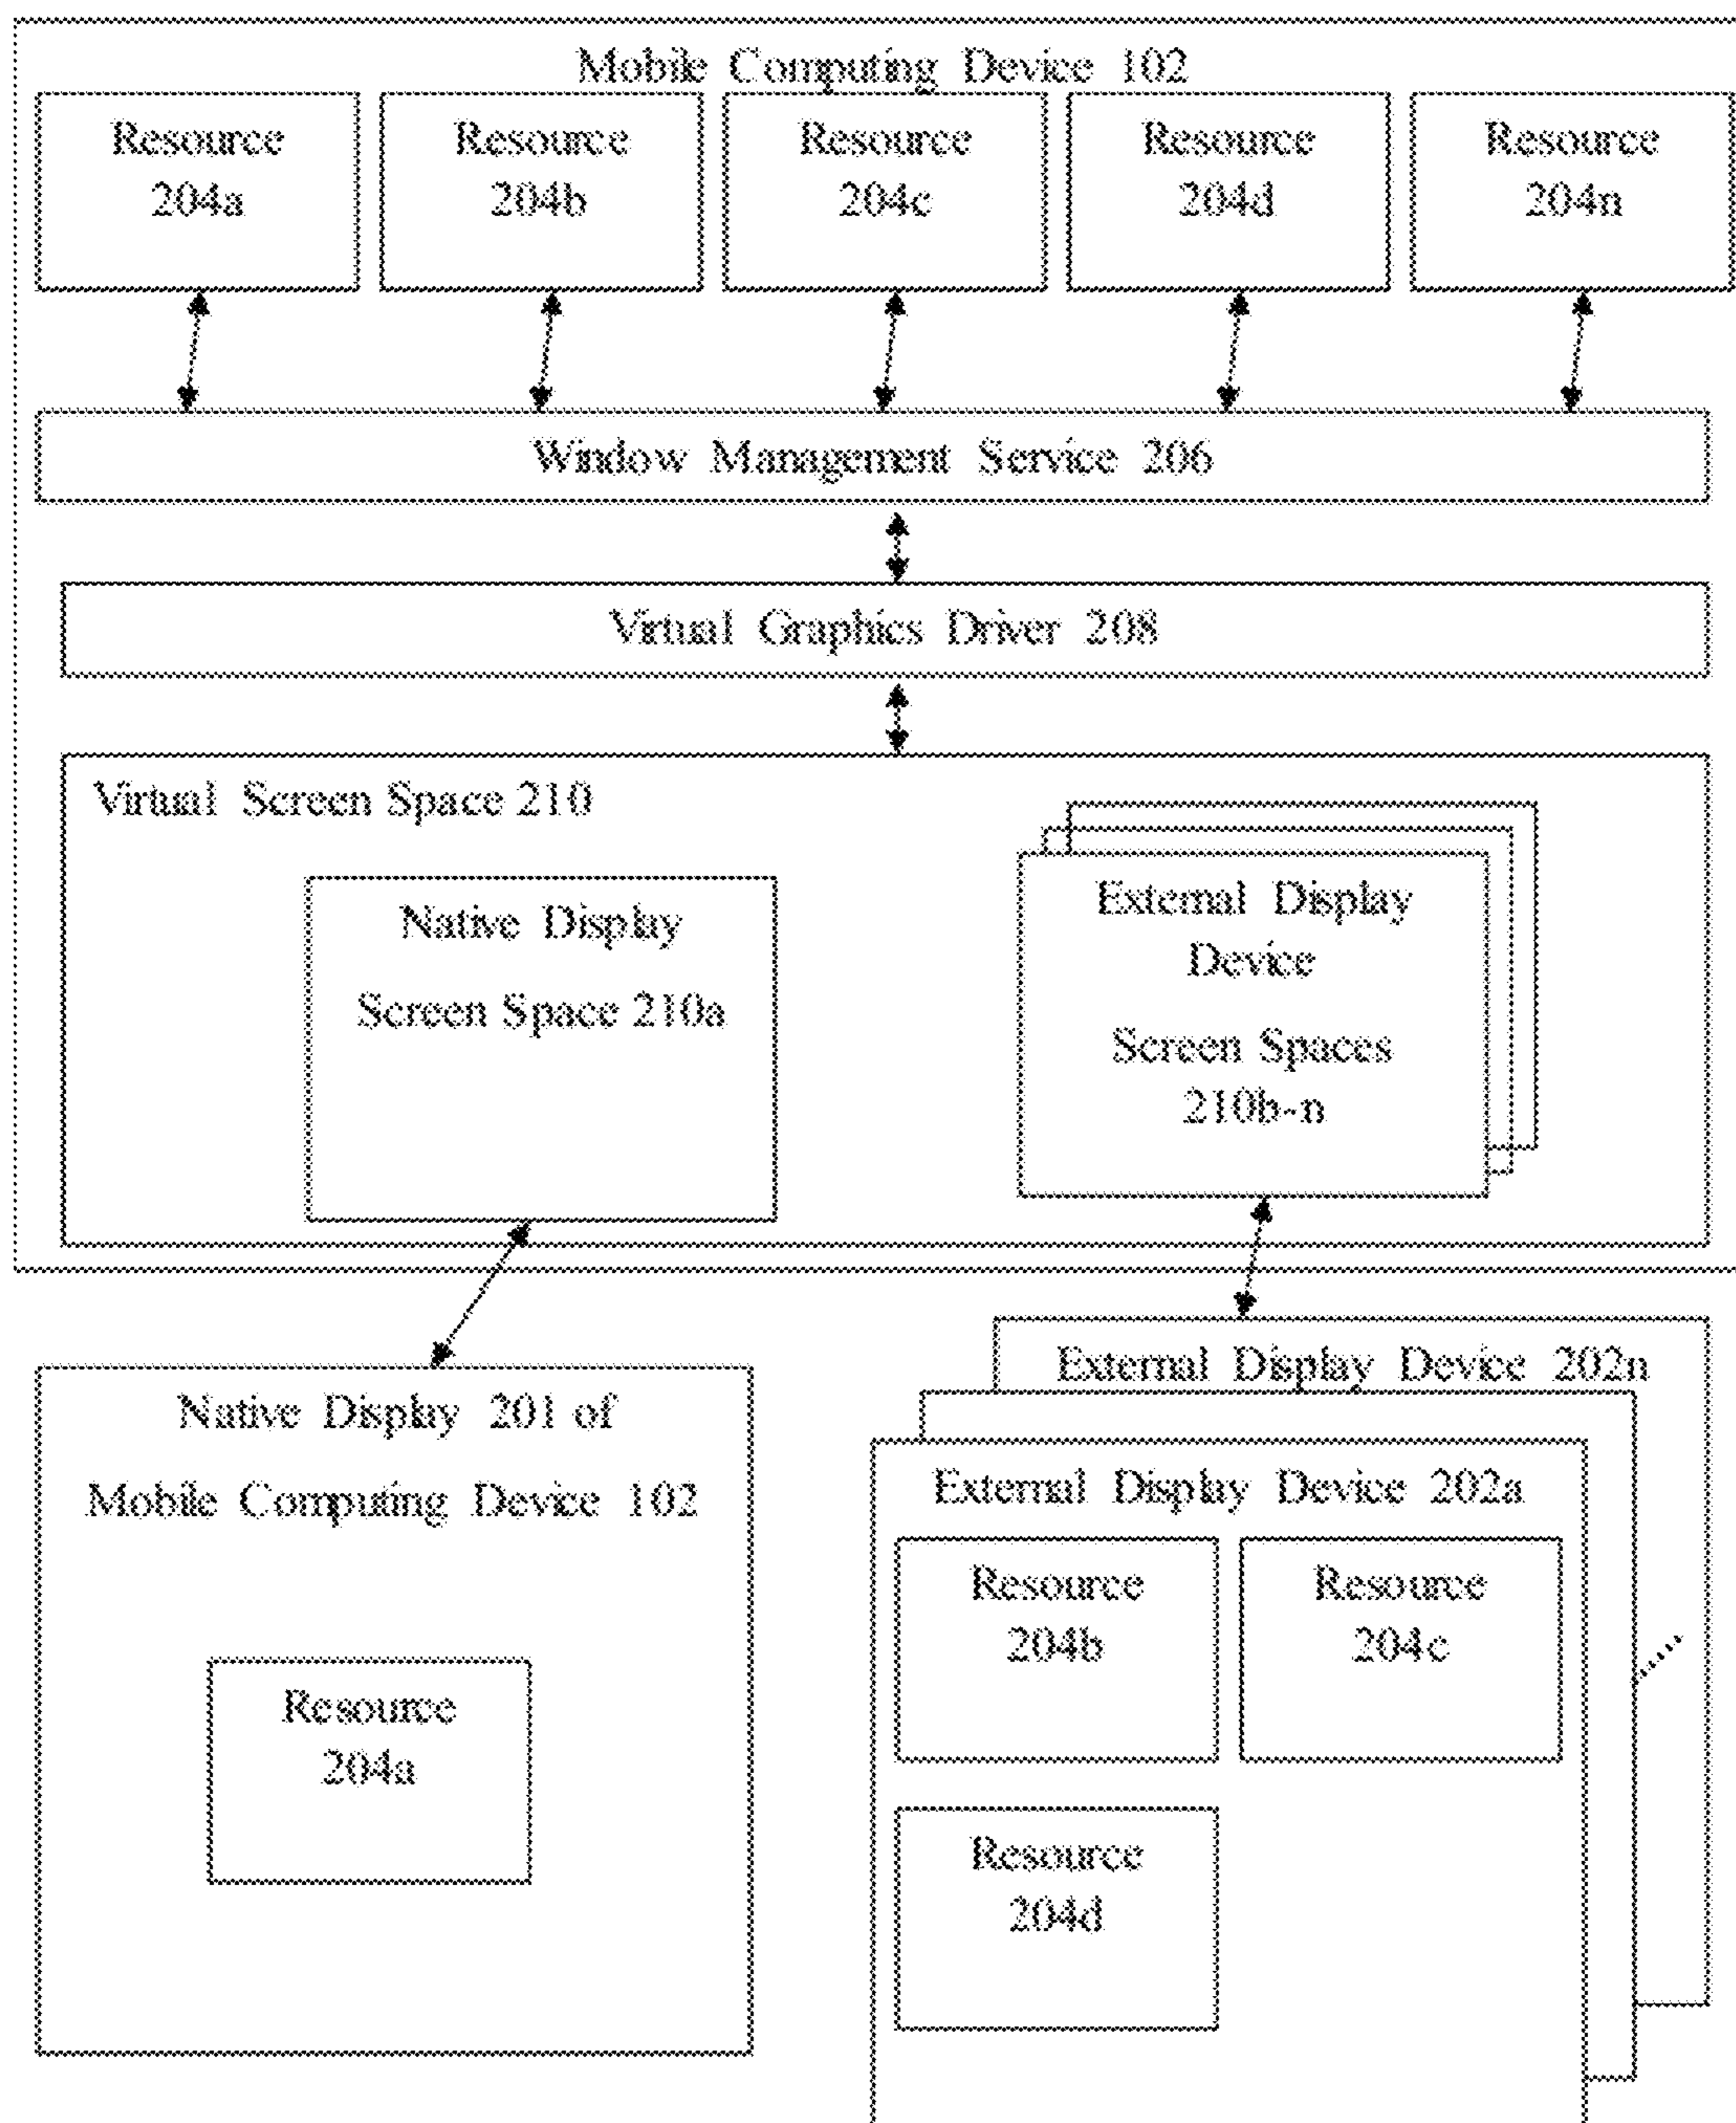 Mobile Computing Device 102
Resource
204a
Resource
204b
Resource
204c
Resource
204d
Resource
204n
Window Management Service 206
Virtual Graphics Driver 208
Virtual Screen Space 210
Native Display
Screen Space 210a
External Display
Device
Screen Spaces
210b-n
Native Display 201 of
Mobile Computing Device 102
Resource
204a
External Display Device 202n
External Display Device 202a
Resource
204b
Resource
204c
Resource
204d